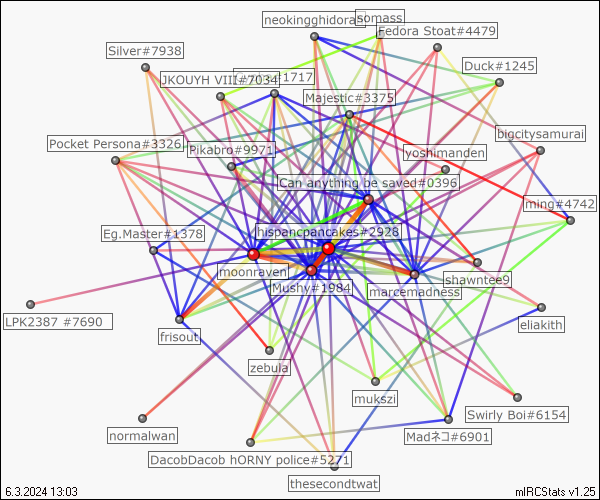 neokingghidorah
somass
Fedora Stoat#4479
Silver#7938
Duck#1245
JKOUYH VIII#7034
1717
Majestic#3375
bigcitysamurai
Pocket Persona#3326
Pikabro#9971
yoshimanden
Can anything be saved#0396
ming#4742
Eg.Master#1378
hispancpancakes#2928
moonraven
Mushy#1984
marcemadness
shawntee9
LPK2387 #7690
frisout
eliakith
zebula
mukszi
Swirly Boi#6154
normalwan
Madネコ#6901
DacobDacob hORNY police#5271
thesecondtwat
6.3.2024 13:03
mIRCStats v1.25